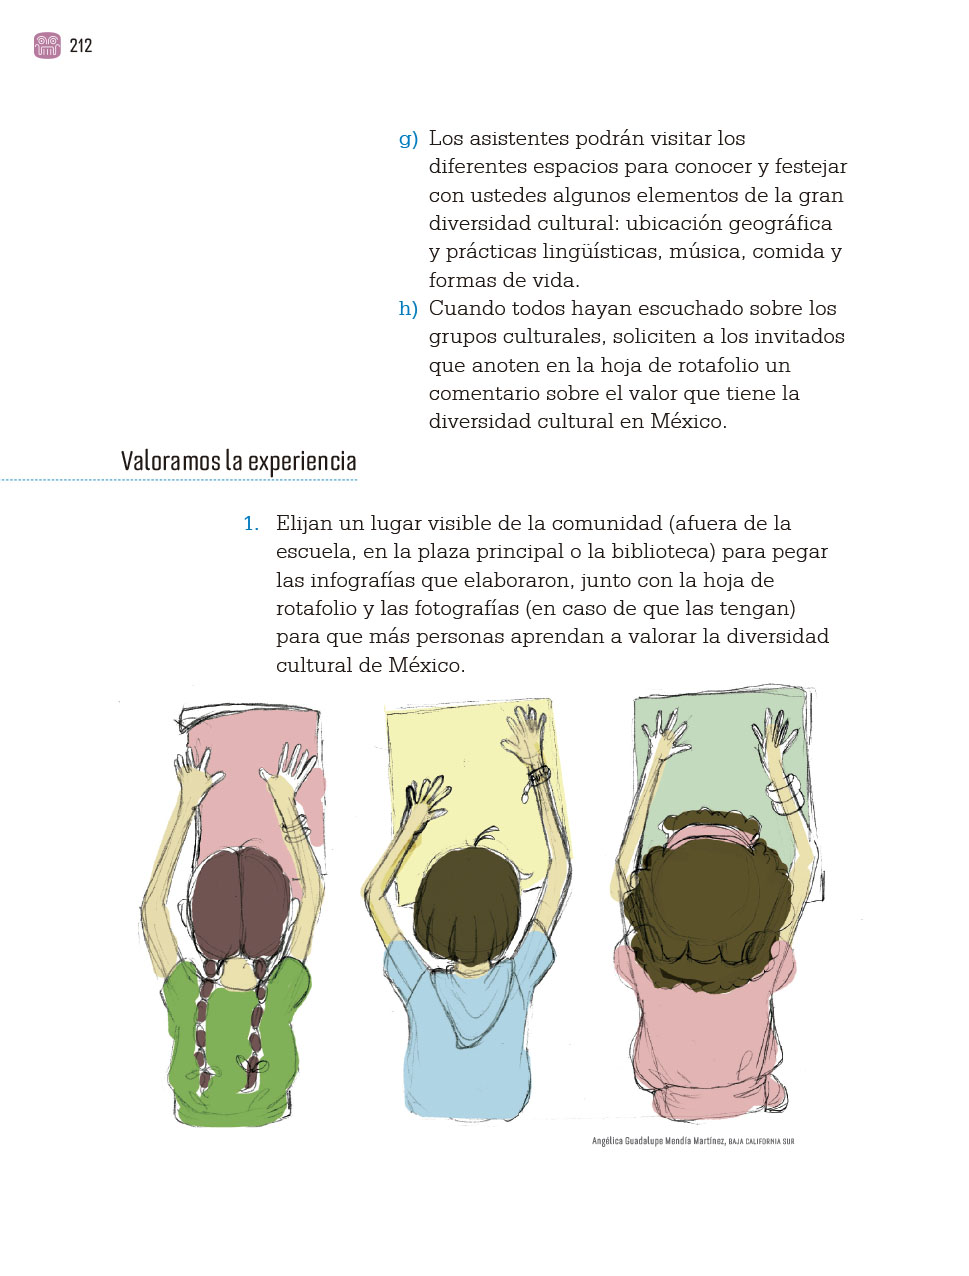 212
g) Los asistentes podrán visitar los
diferentes espacios para conocer y festejar
con ustedes algunos elementos de la gran
diversidad cultural: ubicación geográfica
y prácticas lingüísticas, música, comida y
formas de vida.
h) Cuando todos hayan escuchado sobre los
grupos culturales, soliciten a los invitados
que anoten en la hoja de rotafolio un
comentario sobre el valor que tiene la
diversidad cultural en México.
Valoramos la experiencia
1. Elijan un lugar visible de la comunidad (afuera de la
escuela, en la plaza principal o la biblioteca) para pegar
las infografías que elaboraron, junto con la hoja de
rotafolio y las fotografías (en caso de que las tengan)
para que más personas aprendan a valorar la diversidad
cultural de México.
Angélica Guadalupe Mendía Martínez, BAJA CALIFORNIA SUR